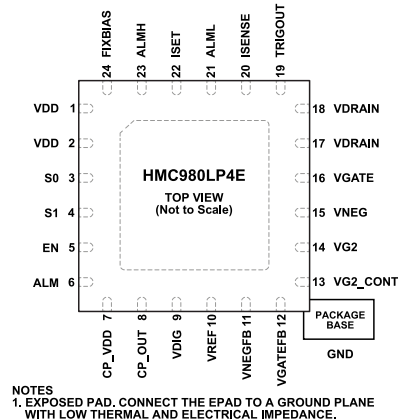 24 FIXBIAS
23 ALMH
22 ISET
21 ALML
20 ISENSE
19 TRIGOUT
VDD 1
VDD 2
S0 3
S1 4
EN 5
ALM 6
HMC980LP4E
TOP VIEW
(Not to Scale)
18 VDRAIN
17 VDRAIN
16 VGATE
15 VNEG
14 VG2
13 VG2_CONT
CP_VDD 7
CP_OUT 8
VDIG 9
VREF 10
VNEGFB 11
VGATEFB 12
PACKAGE
BASE
GND
NOTES
1. EXPOSED PAD. CONNECT THE EPAD TO A GROUND PLANE
WITH LOW THERMAL AND ELECTRICAL IMPEDANCE.